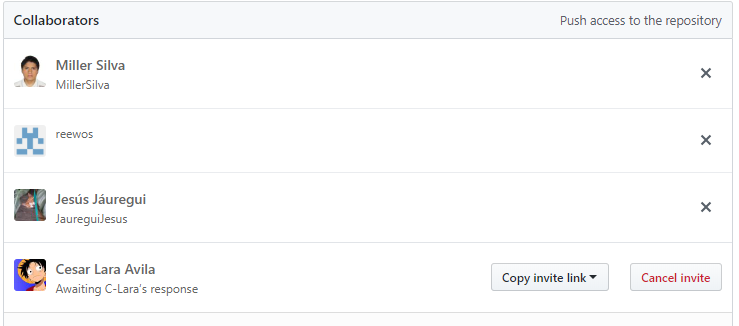 Collaborators Push access to the repository
Miller Silva
MillerSilva
reewos
Jesús Jáuregui
JaureguiJesus
Cesar Lara Avila
Awaiting C-Lara's response
Copy invite link Cancel invite